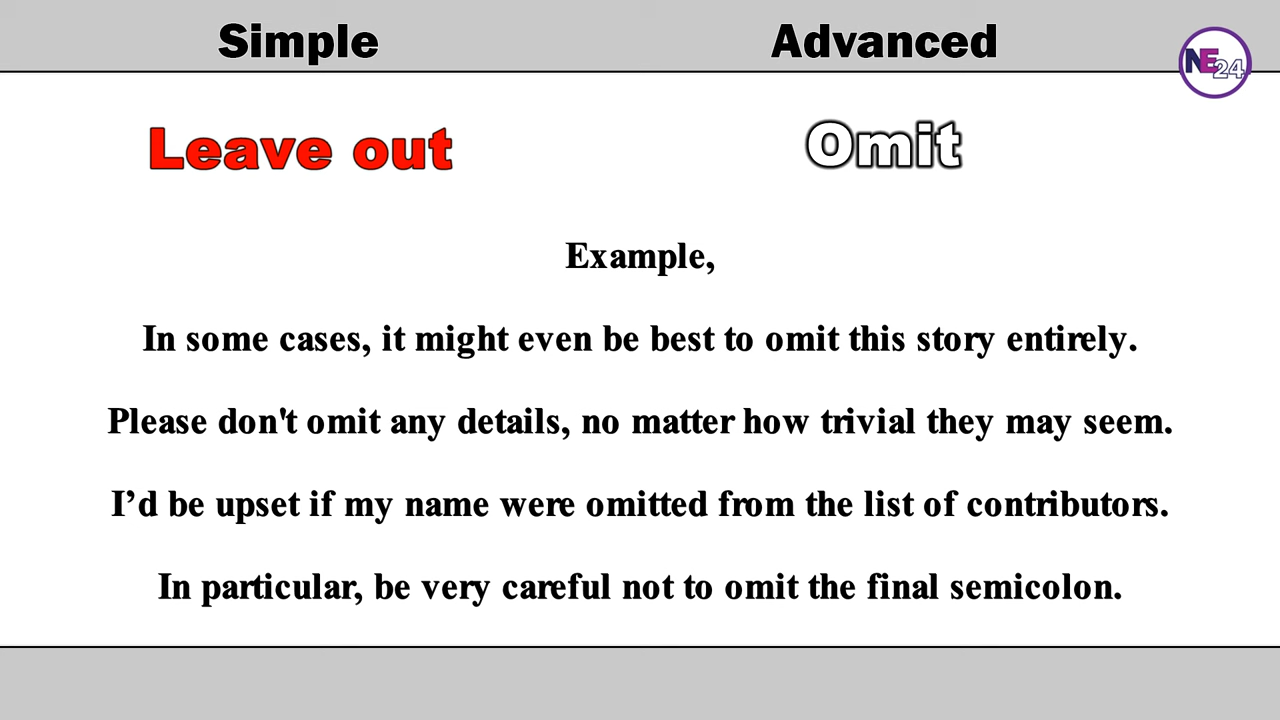 Simple Advanced
NE24
Leave out Omit
Example,
In some cases, it might even be best to omit this story entirely.
Please don't omit any details, no matter how trivial they may seem.
I’d be upset if my name were omitted from the list of contributors.
In particular, be very careful not to omit the final semicolon.